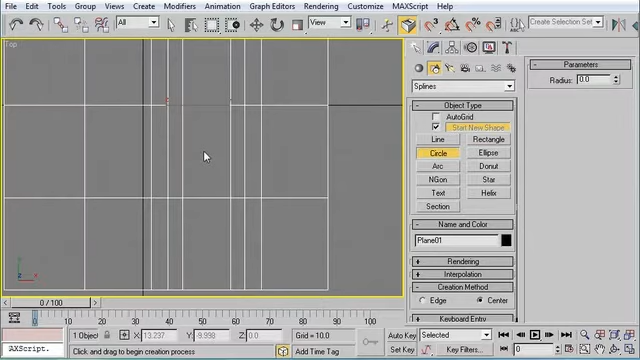 File Edit Tools Group Views Create Modifiers Animation Graph Editors Rendering Customize MAXScript Help
All View Create Selection Set
Top
Splines
Object Type
AutoGrid
Start New Shape
Line Rectangle
Circle Ellipse
Arc Donut
NGon Star
Text Helix
Section
Name and Color
Plane01
Rendering
Interpolation
Creation Method
Edge Center
Keyboard Entry
Parameters
Radius: 0.0
0 / 100
0 10 20 30 40 50 60 70 80 90 100
1 Object X: 13.237 Y: -9.998 Z: 0.0 Grid = 10.0 Auto Key Selected
AXScript. Click and drag to begin creation process Add Time Tag Set Key Key Filters... 0